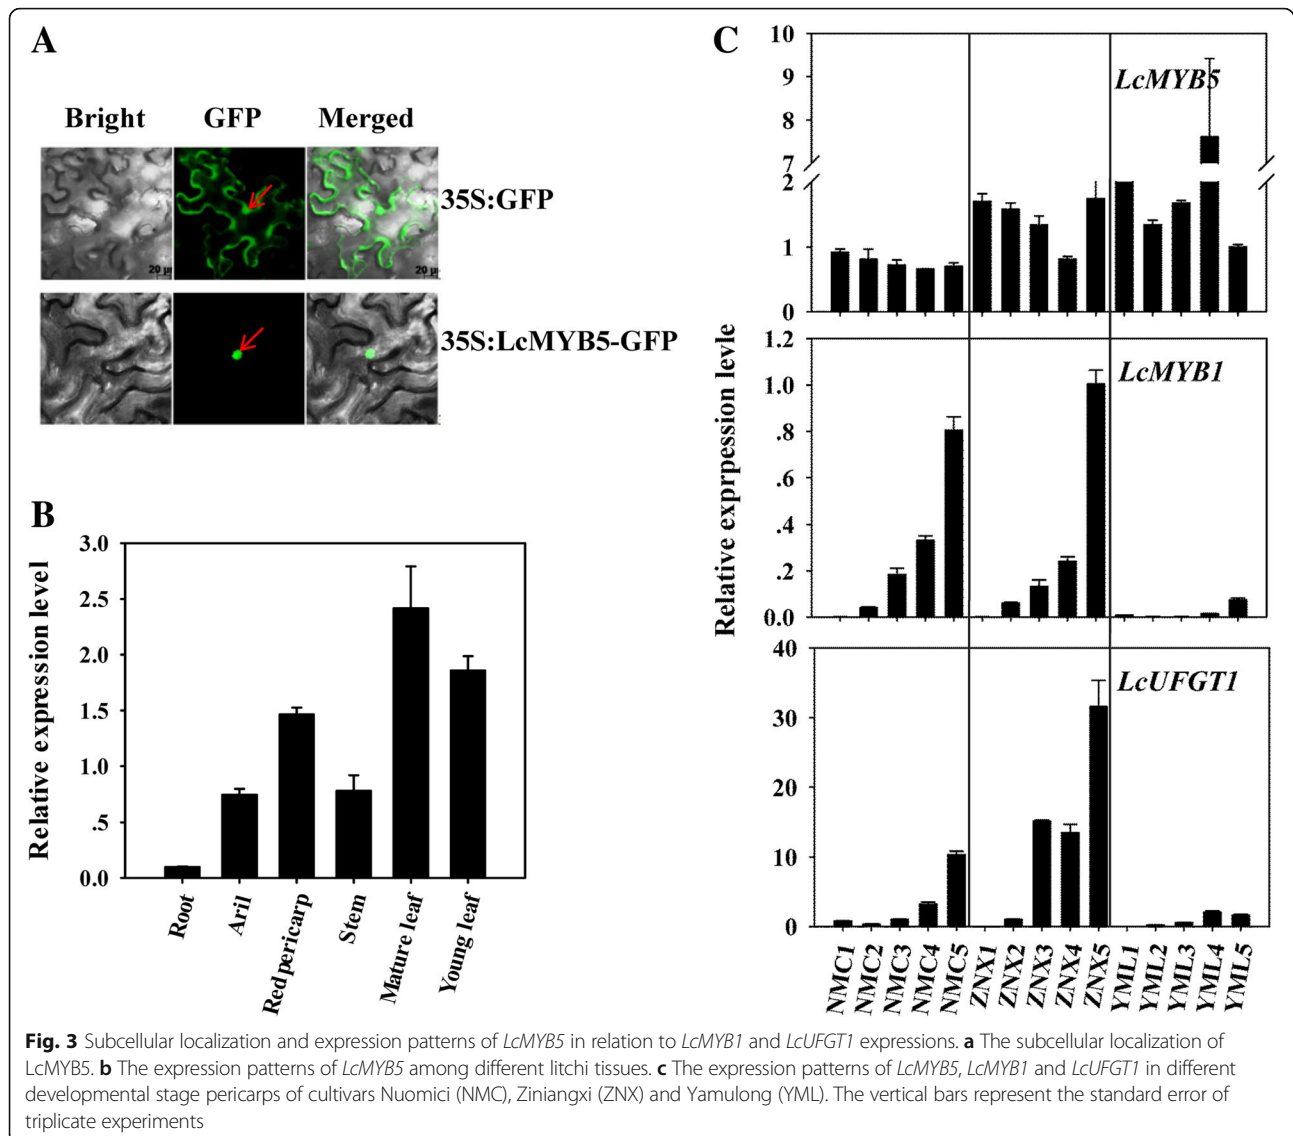 A
Bright GFP Merged
35S:GFP
20 µ
20 µ
35S:LcMYB5-GFP
B
Relative expression level
3.0
2.5
2.0
1.5
1.0
.5
0.0
Root Aril Red pericarp Stem Mature leaf Young leaf
C
Relative exprpession levle
LcMYB5
10
9
8
7
2
1
0
LcMYB1
1.2
1.0
.8
.6
.4
.2
0.0
LcUFGT1
40
30
20
10
0
NMC1 NMC2 NMC3 NMC4 NMC5 ZNX1 ZNX2 ZNX3 ZNX4 ZNX5 YML1 YML2 YML3 YML4 YML5
Fig. 3 Subcellular localization and expression patterns of LcMYB5 in relation to LcMYB1 and LcUFGT1 expressions. a The subcellular localization of
LcMYB5. b The expression patterns of LcMYB5 among different litchi tissues. c The expression patterns of LcMYB5, LcMYB1 and LcUFGT1 in different
developmental stage pericarps of cultivars Nuomici (NMC), Ziniangxi (ZNX) and Yamulong (YML). The vertical bars represent the standard error of
triplicate experiments